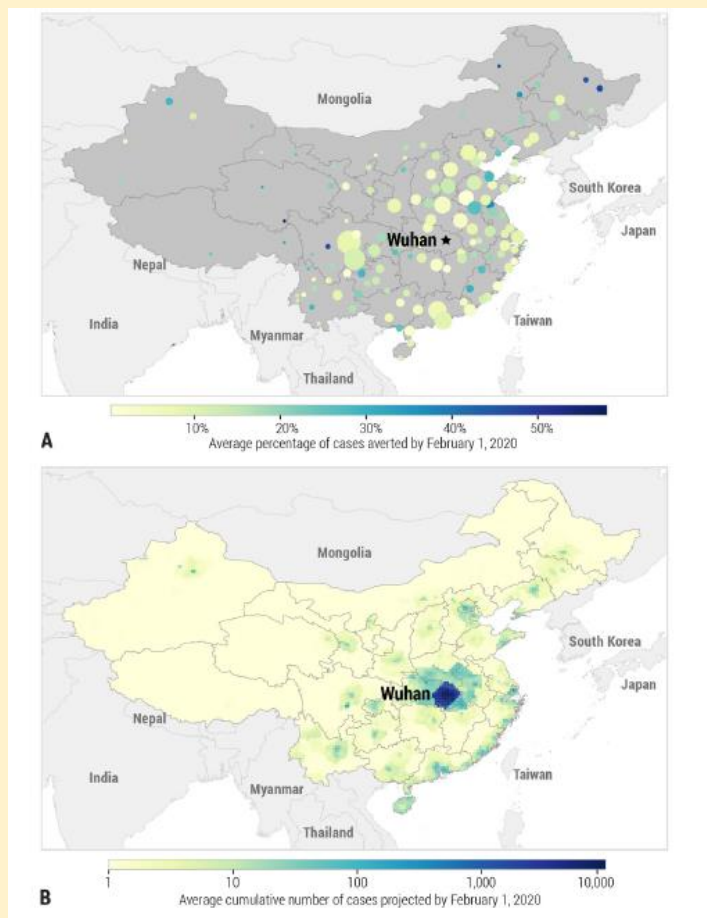 Mongolia
South Korea
Wuhan ★
Japan
Nepal
India
Taiwan
Myanmar
Thailand
10% 20% 30% 40% 50%
A Average percentage of cases averted by February 1, 2020
Mongolia
South Korea
Wuhan
Japan
Nepal
India
Taiwan
Myanmar
Thailand
1 10 100 1,000 10,000
B Average cumulative number of cases projected by February 1, 2020